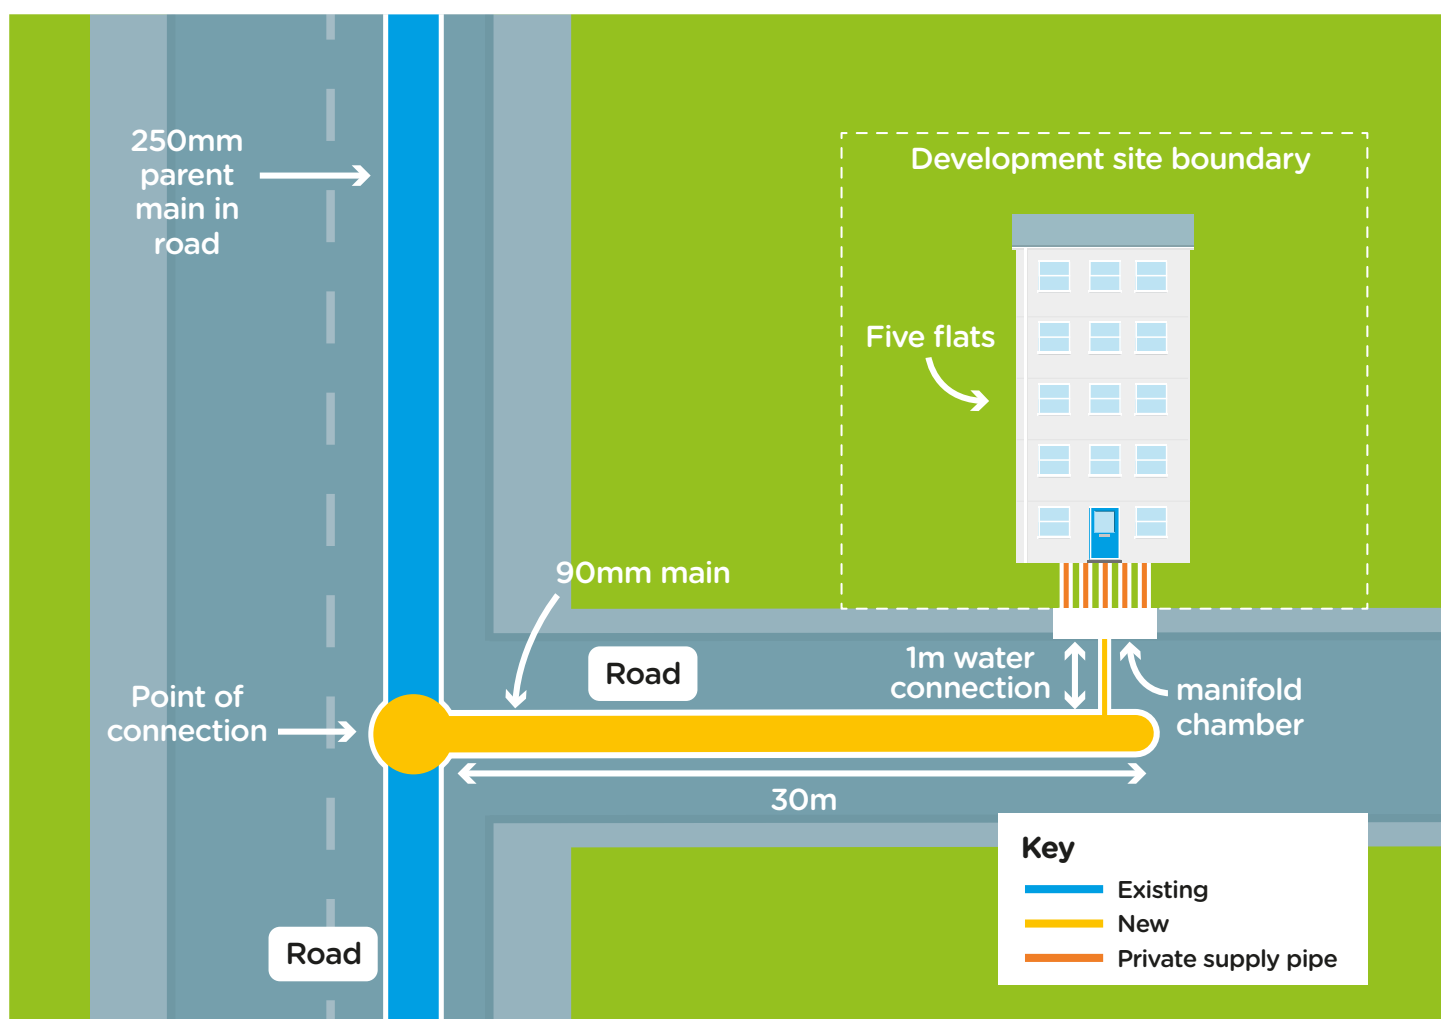 250mm
parent
main in
road
Development site boundary
Five flats
90mm main
Road
1m water
connection
manifold
chamber
Point of
connection
30m
Road
Key
Existing
New
Private supply pipe